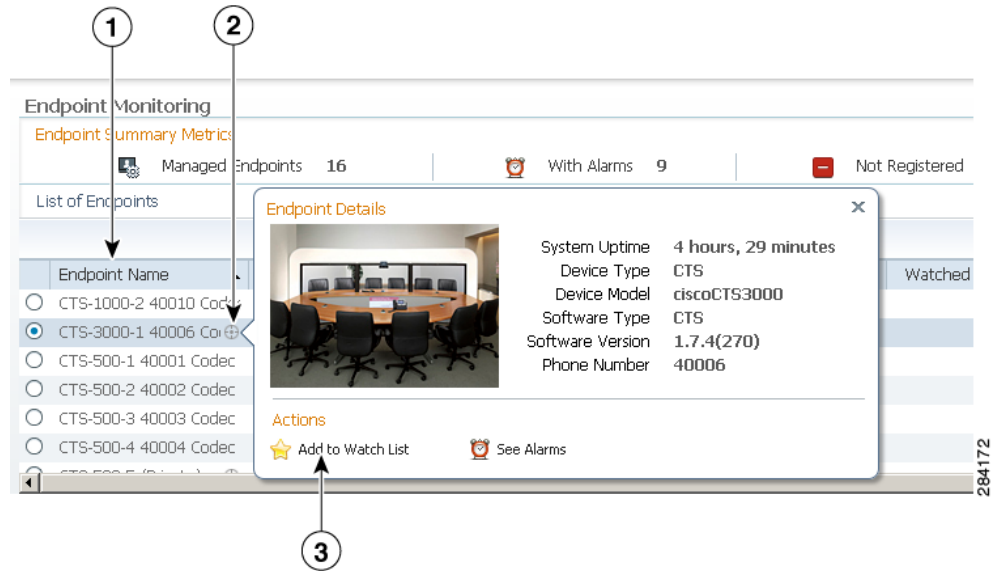 1 2
Endpoint Monitoring
Endpoint Summary Metrics
Managed Endpoints 16 With Alarms 9 Not Registered
List of Endpoints
Endpoint Details
System Uptime 4 hours, 29 minutes
Device Type CTS
Device Model ciscoCTS3000
Software Type CTS
Software Version 1.7.4(270)
Phone Number 40006
Actions
Add to Watch List See Alarms
Endpoint Name Watched
CTS-1000-2 40010 Codec
CTS-3000-1 40006 Co
CTS-500-1 40001 Codec
CTS-500-2 40002 Codec
CTS-500-3 40003 Codec
CTS-500-4 40004 Codec
284172
3